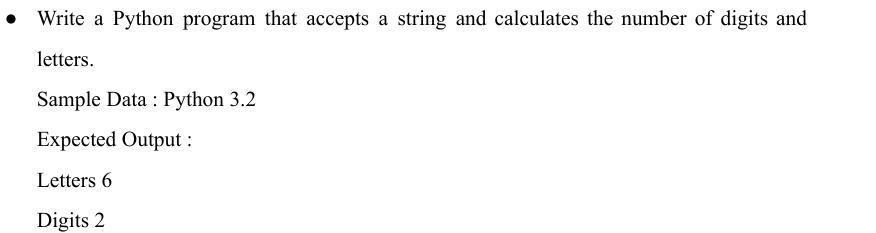 ● Write a Python program that accepts a string and calculates the number of digits and
letters.
Sample Data : Python 3.2
Expected Output :
Letters 6
Digits 2